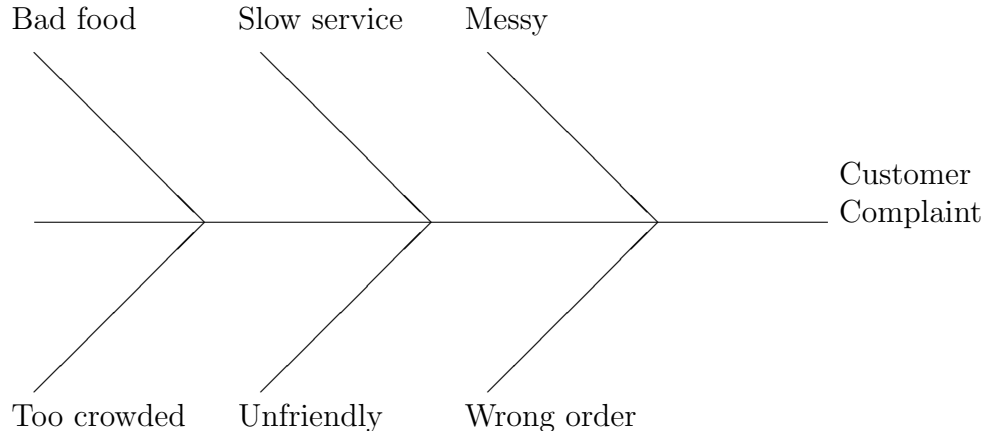 Bad food
Slow service
Messy
Customer
Complaint
Too crowded
Unfriendly
Wrong order